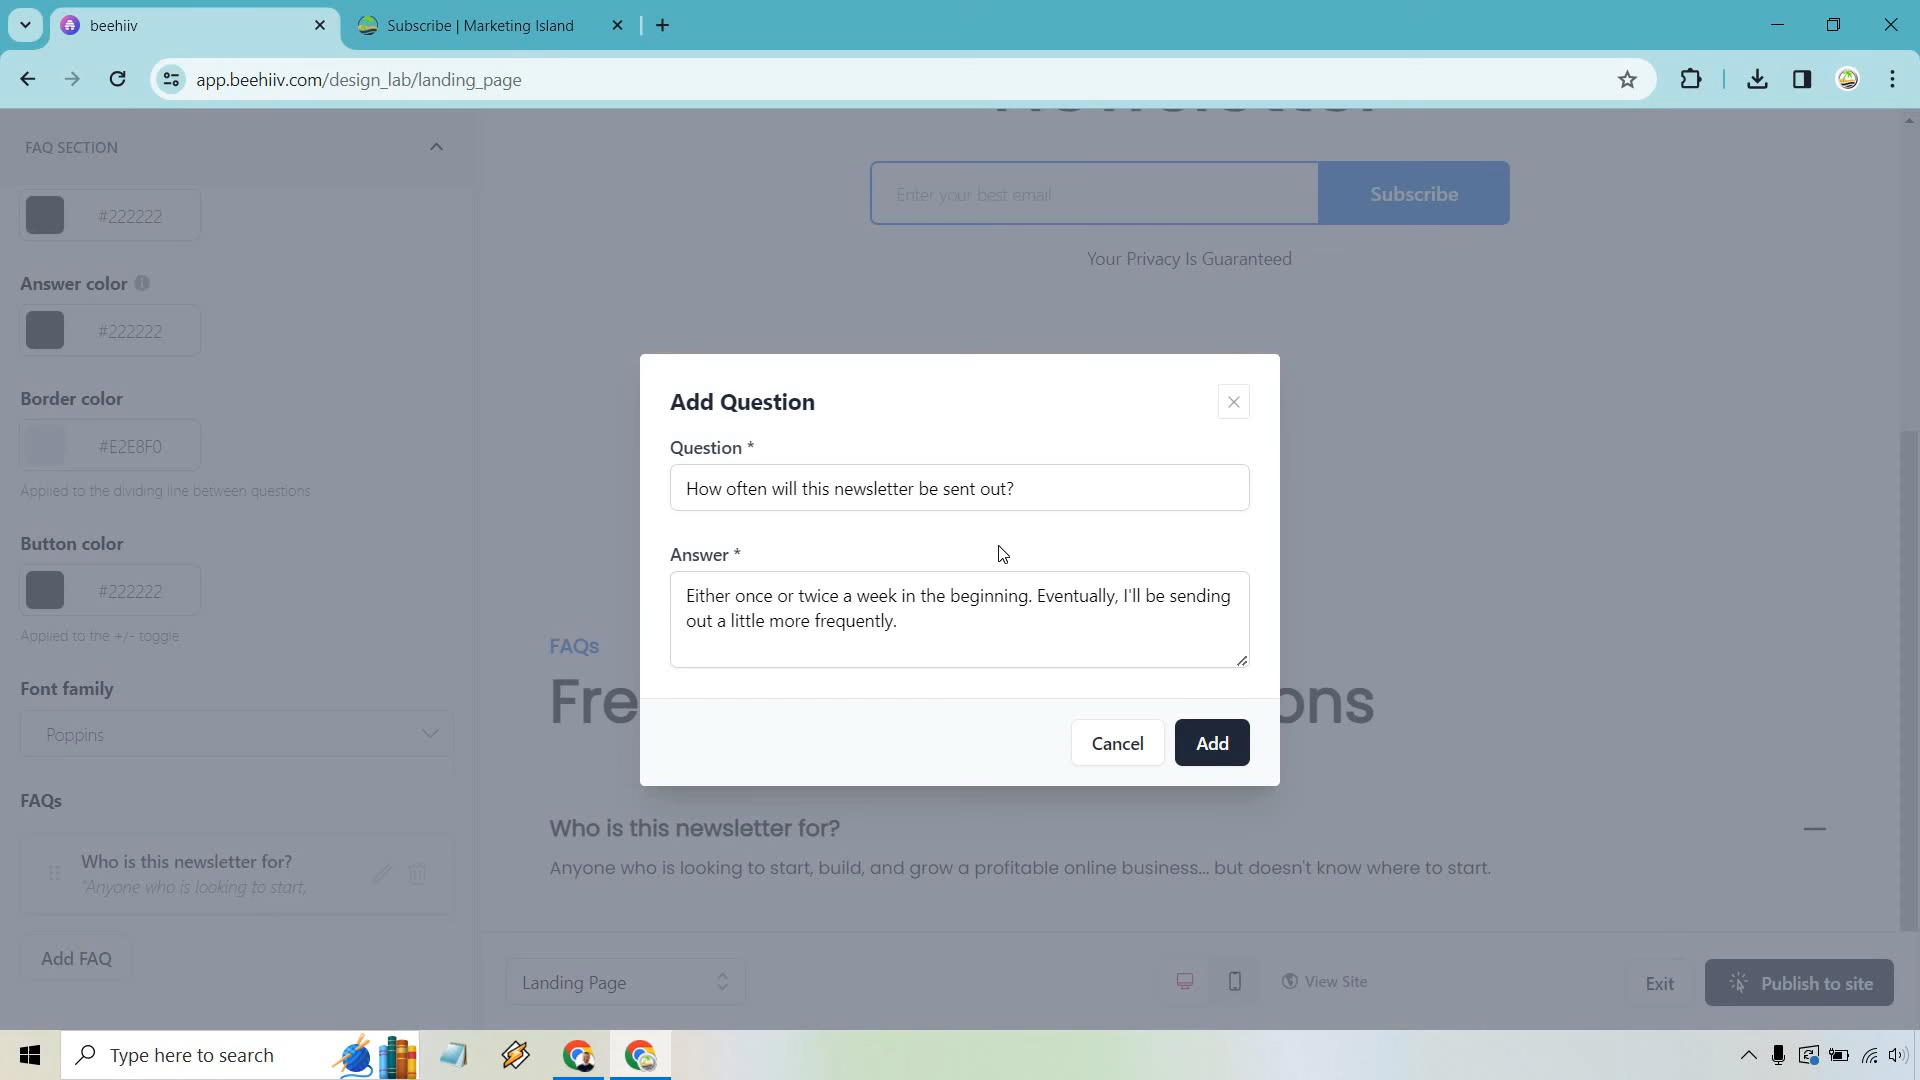 beehiiv
Subscribe | Marketing Island
app.beehiiv.com/design_lab/landing_page
FAQ SECTION
#222222
Answer color
#222222
Border color
#E2E8F0
Applied to the dividing line between questions
Button color
#222222
Applied to the +/- toggle
Font family
Poppins
FAQs
Who is this newsletter for?
"Anyone who is looking to start,
Add FAQ
Newsletter
Enter your best email
Subscribe
Your Privacy Is Guaranteed
Add Question
Question *
How often will this newsletter be sent out?
Answer *
Either once or twice a week in the beginning. Eventually, I'll be sending
out a little more frequently.
Cancel
Add
FAQs
Fre
ons
Who is this newsletter for?
Anyone who is looking to start, build, and grow a profitable online business... but doesn't know where to start.
Landing Page
View Site
Exit
Publish to site
Type here to search